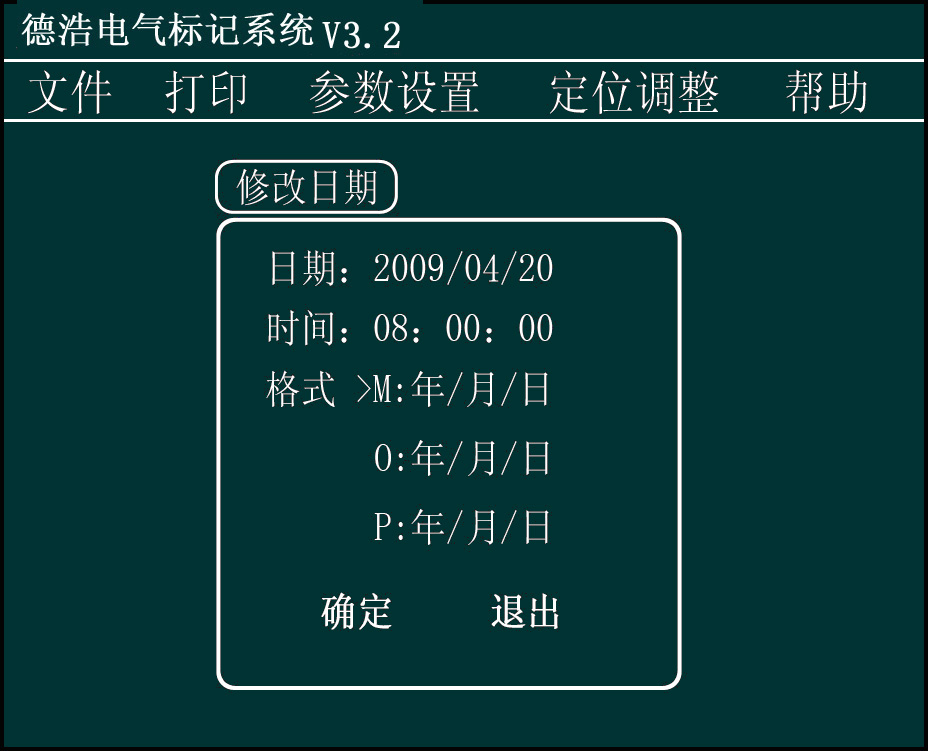 德浩电气标记系统 V3.2
文件 打印 参数设置 定位调整 帮助
修改日期
日期：2009/04/20
时间：08：00：00
格式 >M:年/月/日
O:年/月/日
P:年/月/日
确定 退出